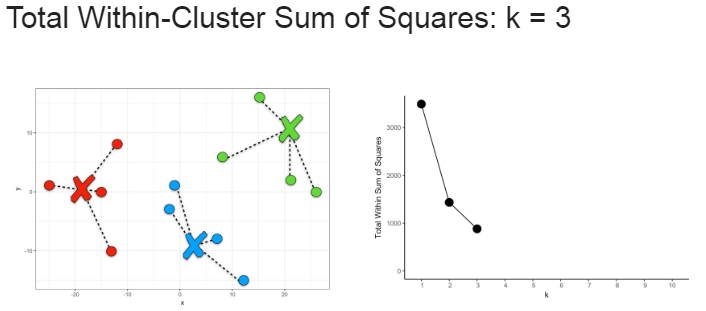 Total Within-Cluster Sum of Squares: k = 3
10
0
-10
y
-20 -10 0 10 20
x
Total Within Sum of Squares
3000
2000
1000
0
1 2 3 4 5 6 7 8 9 10
k